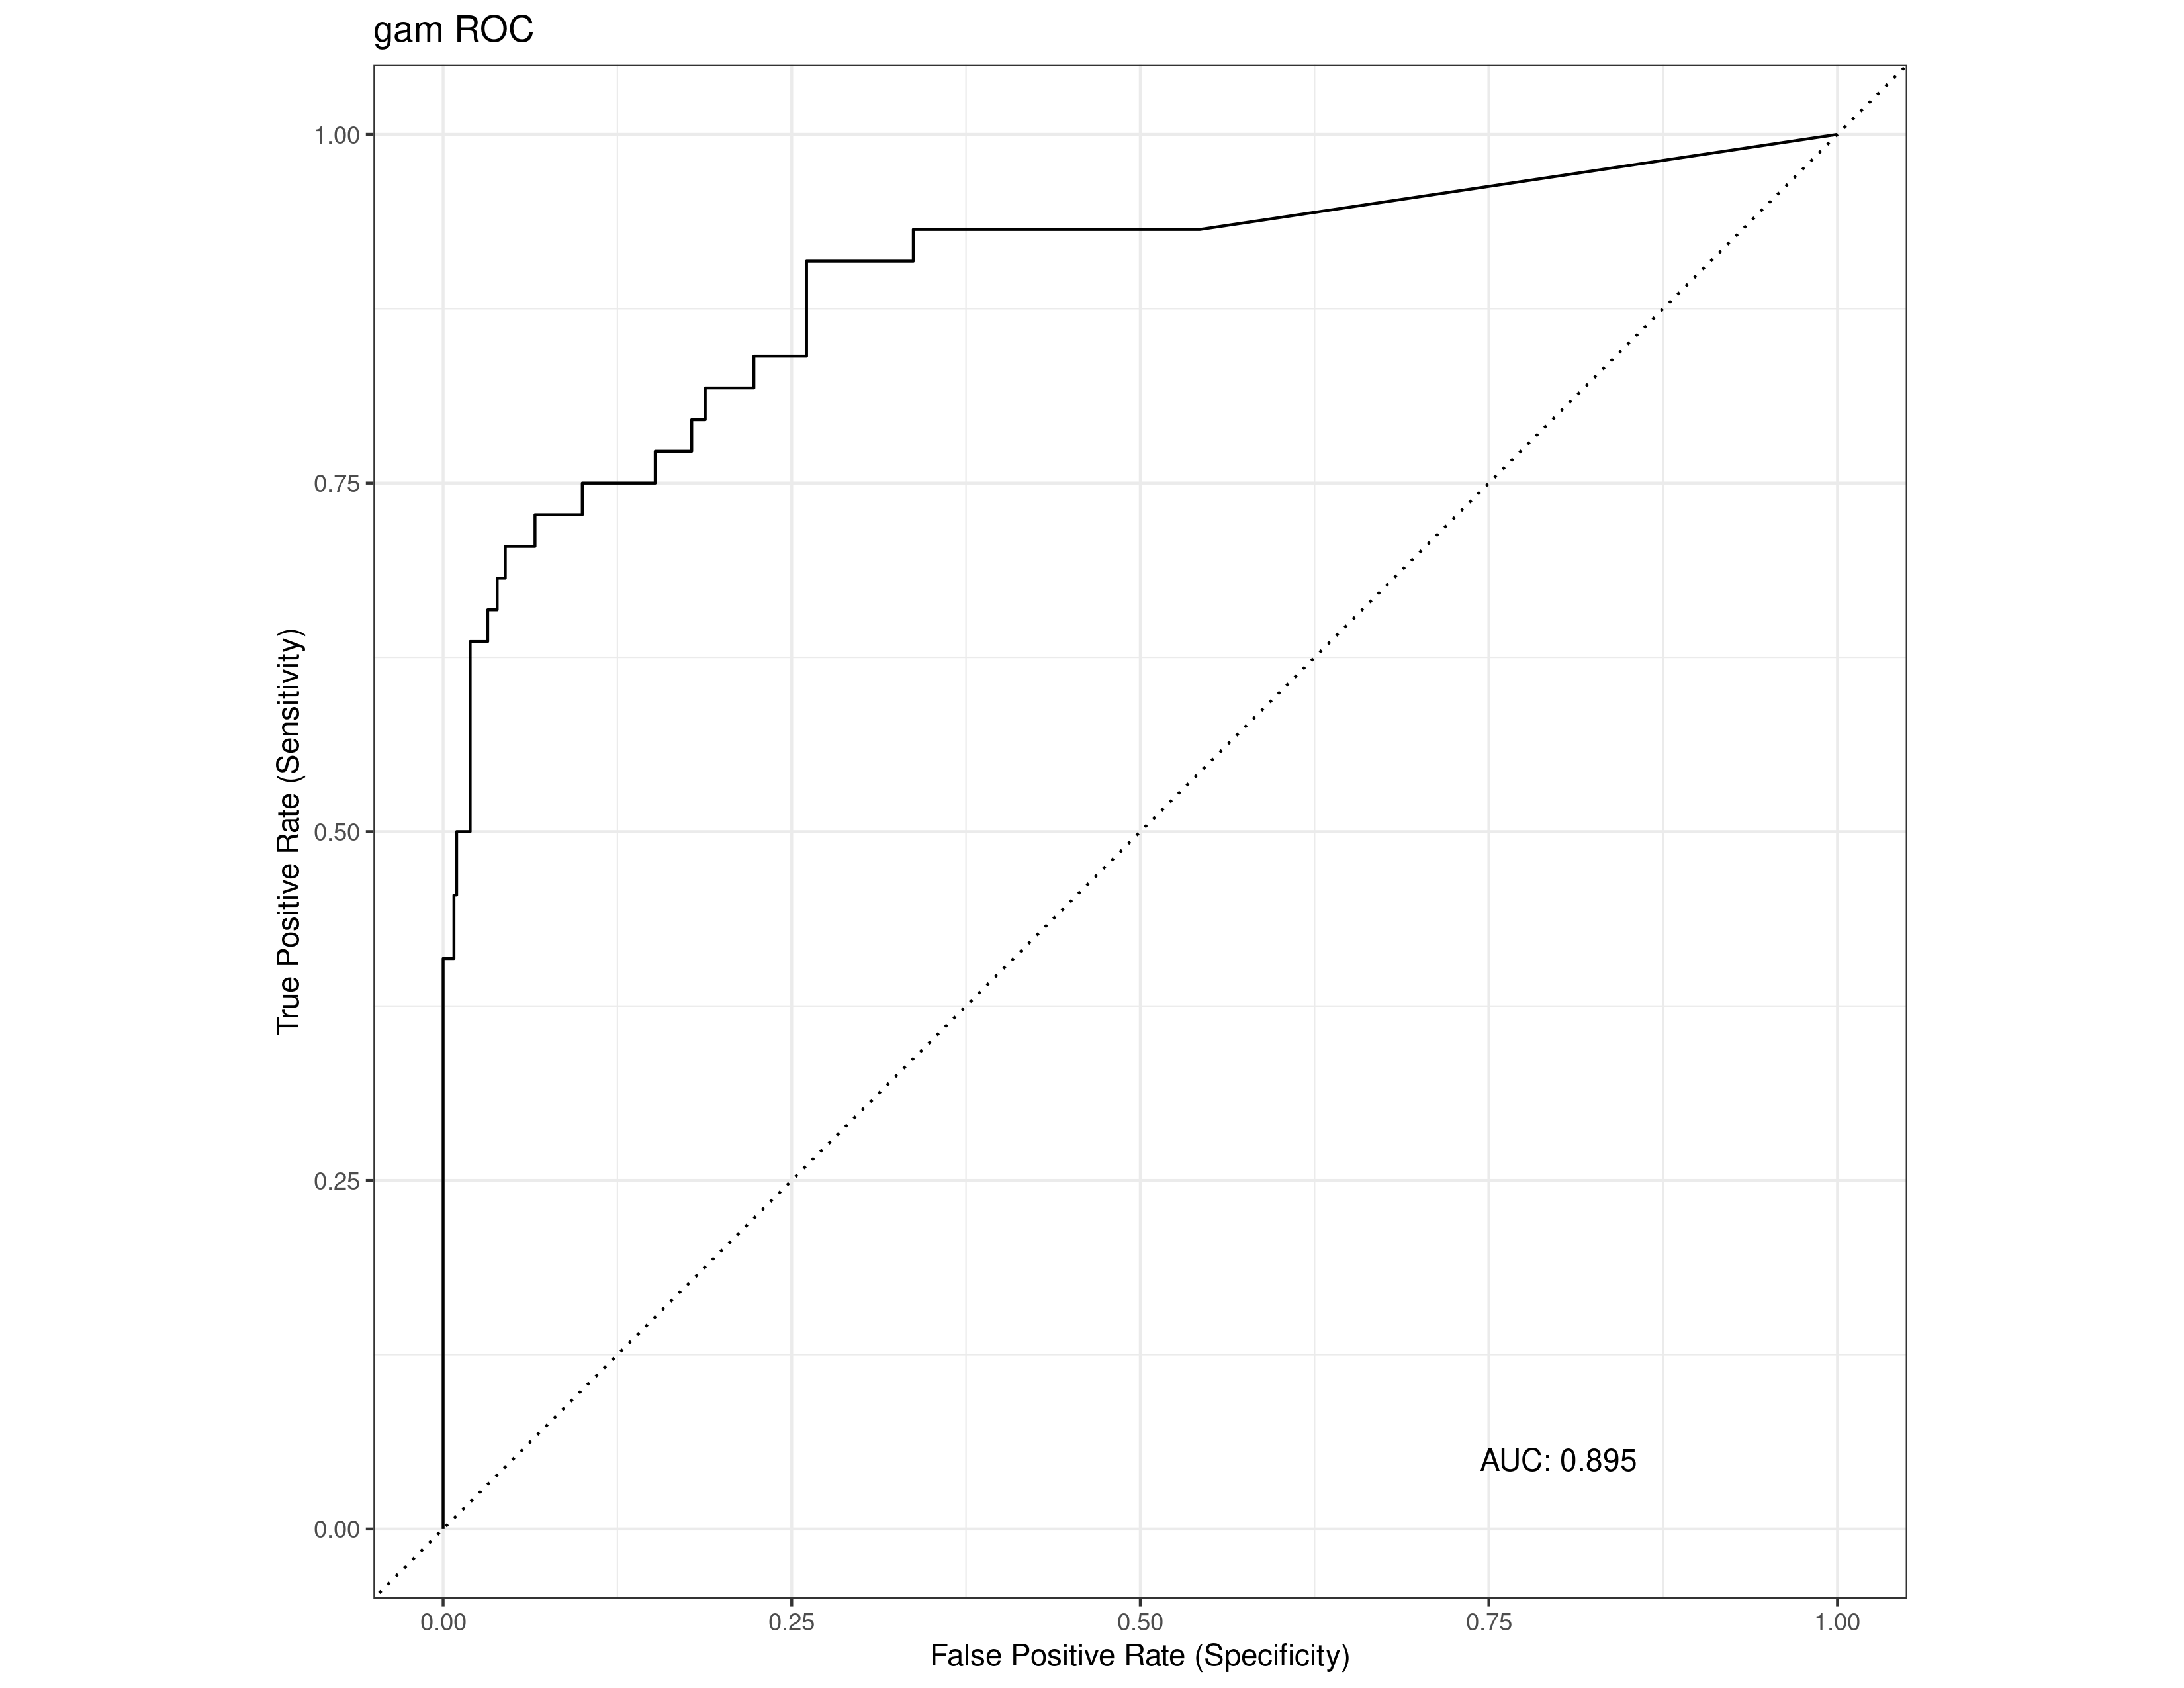 gam ROC
1.00
0.75
0.50
0.25
0.00
True Positive Rate (Sensitivity)
AUC: 0.895
0.00 0.25 0.50 0.75 1.00
False Positive Rate (Specificity)